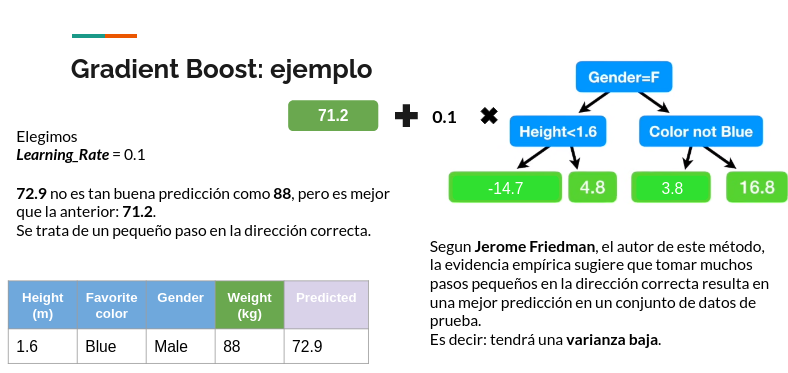 Gradient Boost: ejemplo
71.2
0.1
Gender=F
Height<1.6
Color not Blue
-14.7
4.8
3.8
16.8
Elegimos
Learning_Rate = 0.1
72.9 no es tan buena predicción como 88, pero es mejor
que la anterior: 71.2.
Se trata de un pequeño paso en la dirección correcta.
Height (m) Favorite color Gender Weight (kg) Predicted
1.6 Blue Male 88 72.9
Segun Jerome Friedman, el autor de este método,
la evidencia empírica sugiere que tomar muchos
pasos pequeños en la dirección correcta resulta en
una mejor predicción en un conjunto de datos de
prueba.
Es decir: tendrá una varianza baja.